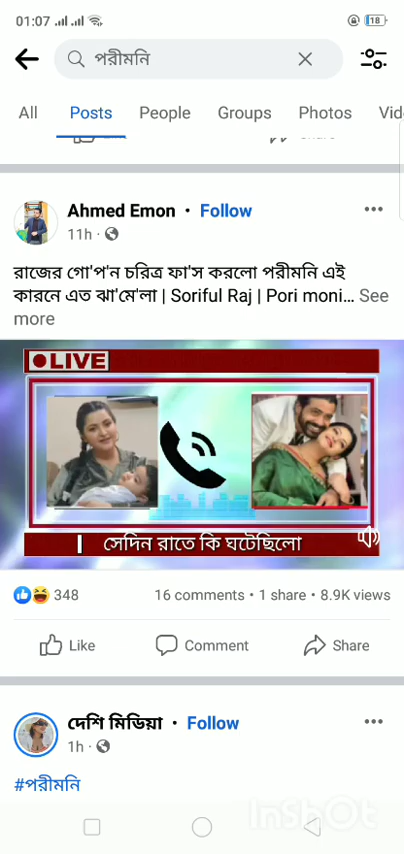 01:07
18
পরীমনি
All Posts People Groups Photos Vid
Ahmed Emon • Follow
11h
রাজের গো'প'ন চরিত্র ফা'স করলো পরীমনি এই
কারনে এত ঝা'মে'লা | Soriful Raj | Pori moni... See
more
LIVE
সেদিন রাতে কি ঘটেছিলো
348 16 comments • 1 share • 8.9K views
Like Comment Share
দেশি মিডিয়া • Follow
1h
#পরীমনি
InShOt